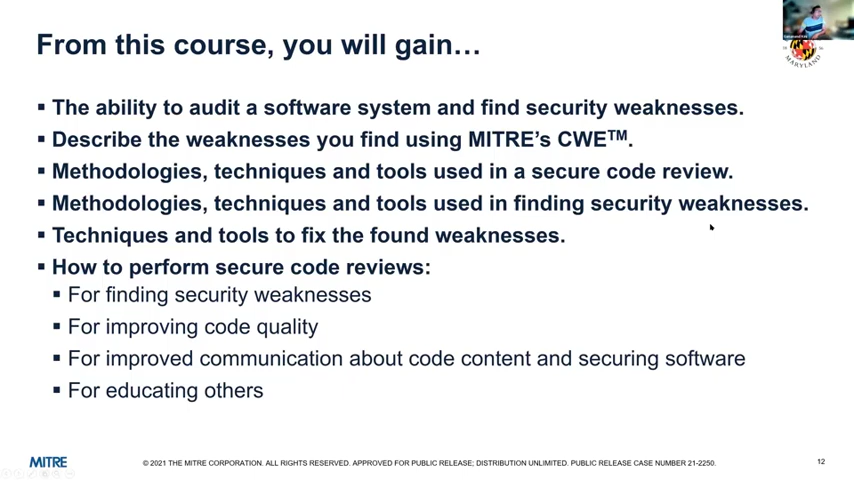 From this course, you will gain…
MARYLAND
▪ The ability to audit a software system and find security weaknesses.
▪ Describe the weaknesses you find using MITRE’s CWE™.
▪ Methodologies, techniques and tools used in a secure code review.
▪ Methodologies, techniques and tools used in finding security weaknesses.
▪ Techniques and tools to fix the found weaknesses.
▪ How to perform secure code reviews:
▪ For finding security weaknesses
▪ For improving code quality
▪ For improved communication about code content and securing software
▪ For educating others
MITRE
© 2021 THE MITRE CORPORATION. ALL RIGHTS RESERVED. APPROVED FOR PUBLIC RELEASE; DISTRIBUTION UNLIMITED. PUBLIC RELEASE CASE NUMBER 21-2250.
12